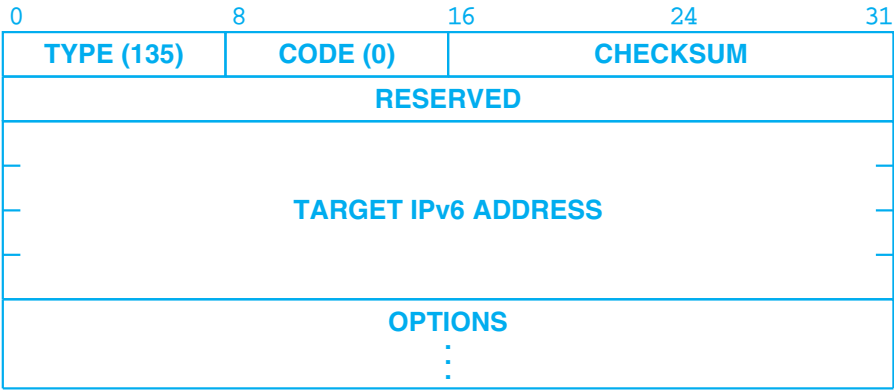 0 8 16 24 31
TYPE (135) CODE (0) CHECKSUM
RESERVED
TARGET IPv6 ADDRESS
OPTIONS